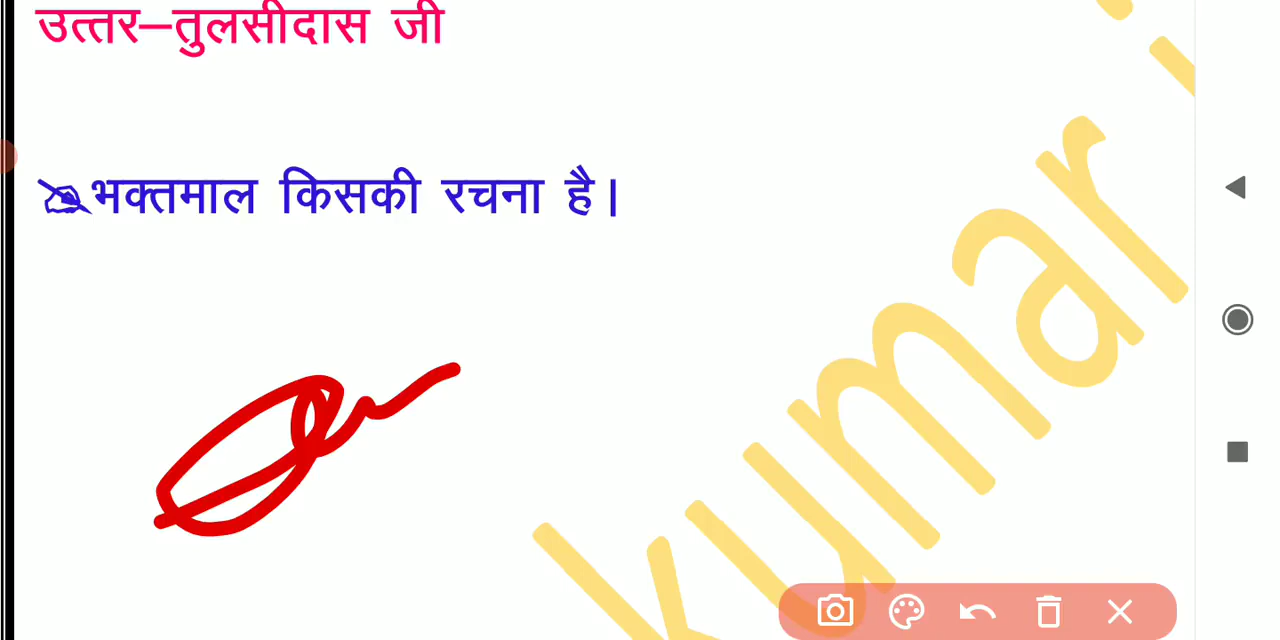 उत्तर–तुलसीदास जी
✍भक्तमाल किसकी रचना है।
kumar